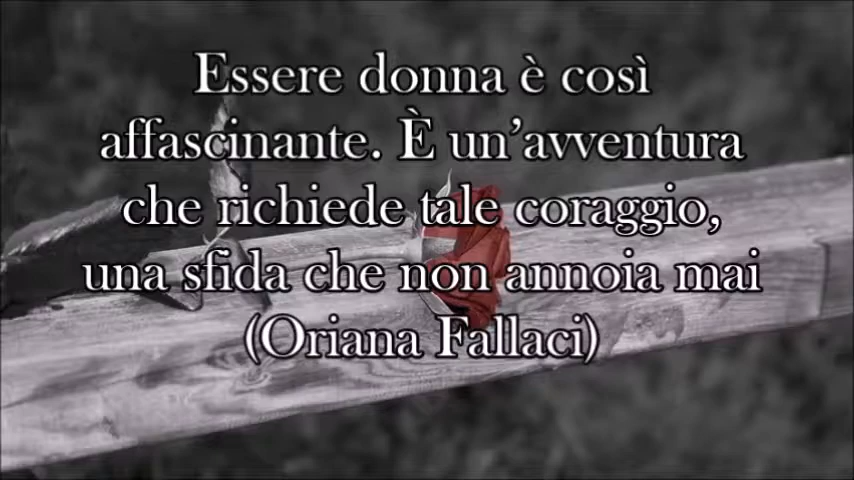 Essere donna è così
affascinante. È un’avventura
che richiede tale coraggio,
una sfida che non annoia mai
(Oriana Fallaci)